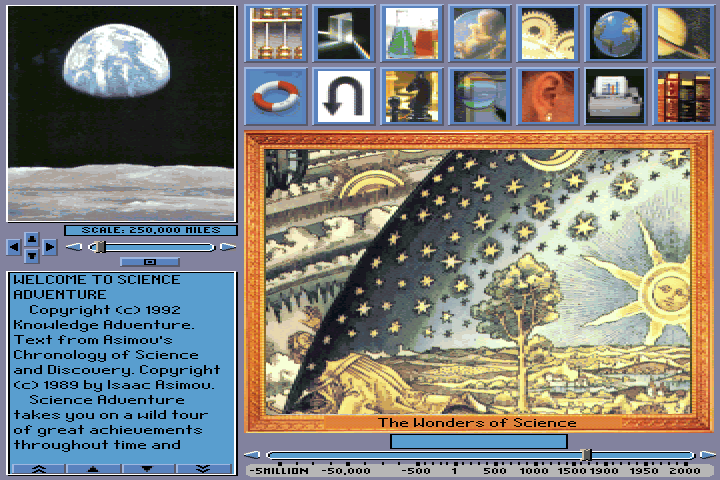 SCALE: 250,000 MILES
WELCOME TO SCIENCE
ADVENTURE
Copyright (c) 1992
Knowledge Adventure.
Text from Asimov's
Chronology of Science
and Discovery. Copyright
(c) 1989 by Isaac Asimov.
Science Adventure
takes you on a wild tour
of great achievements
throughout time and
The Wonders of Science
-5MILLION -50,000 -500 1 500 1000 1500 1900 1950 2000